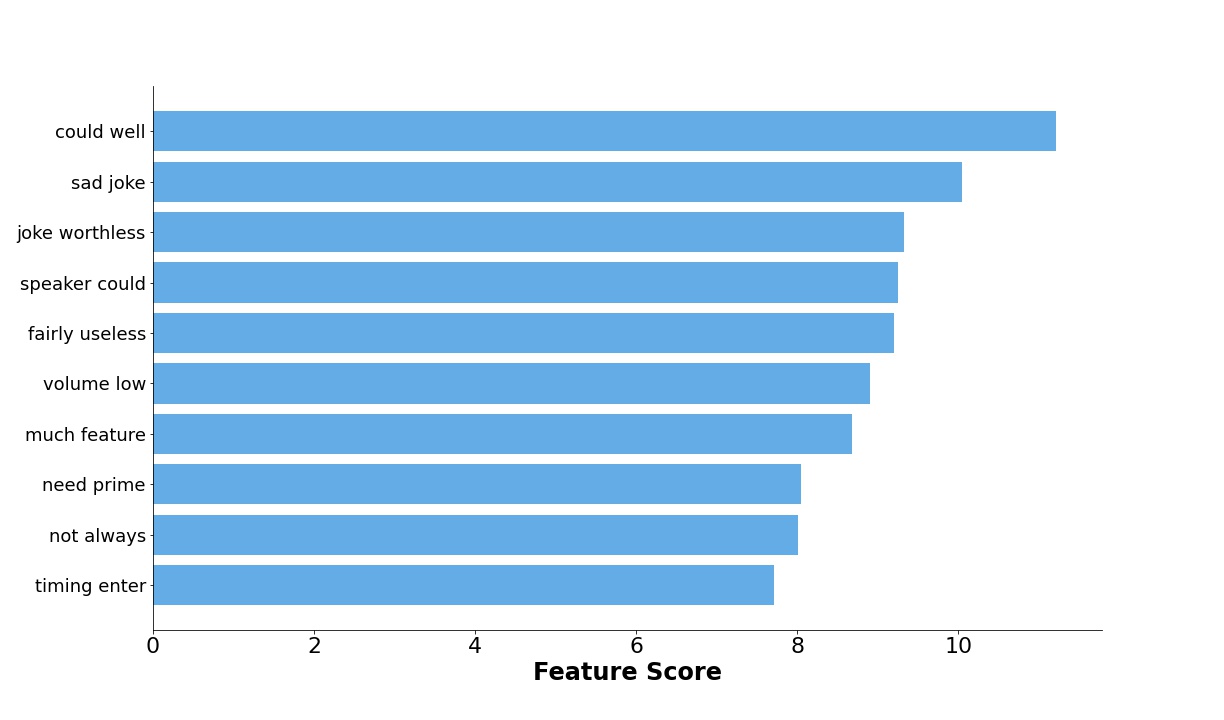 could well
sad joke
joke worthless
speaker could
fairly useless
volume low
much feature
need prime
not always
timing enter
0 2 4 6 8 10
Feature Score